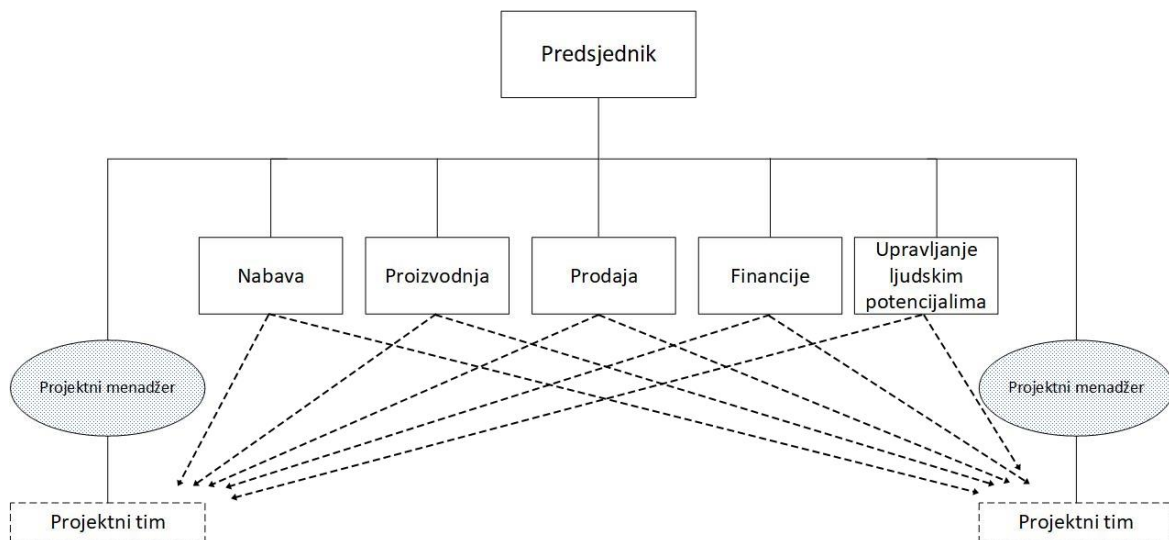 Predsjednik
Nabava
Proizvodnja
Prodaja
Financije
Upravljanje
ljudskim
potencijalima
Projektni menadžer
Projektni menadžer
Projektni tim
Projektni tim